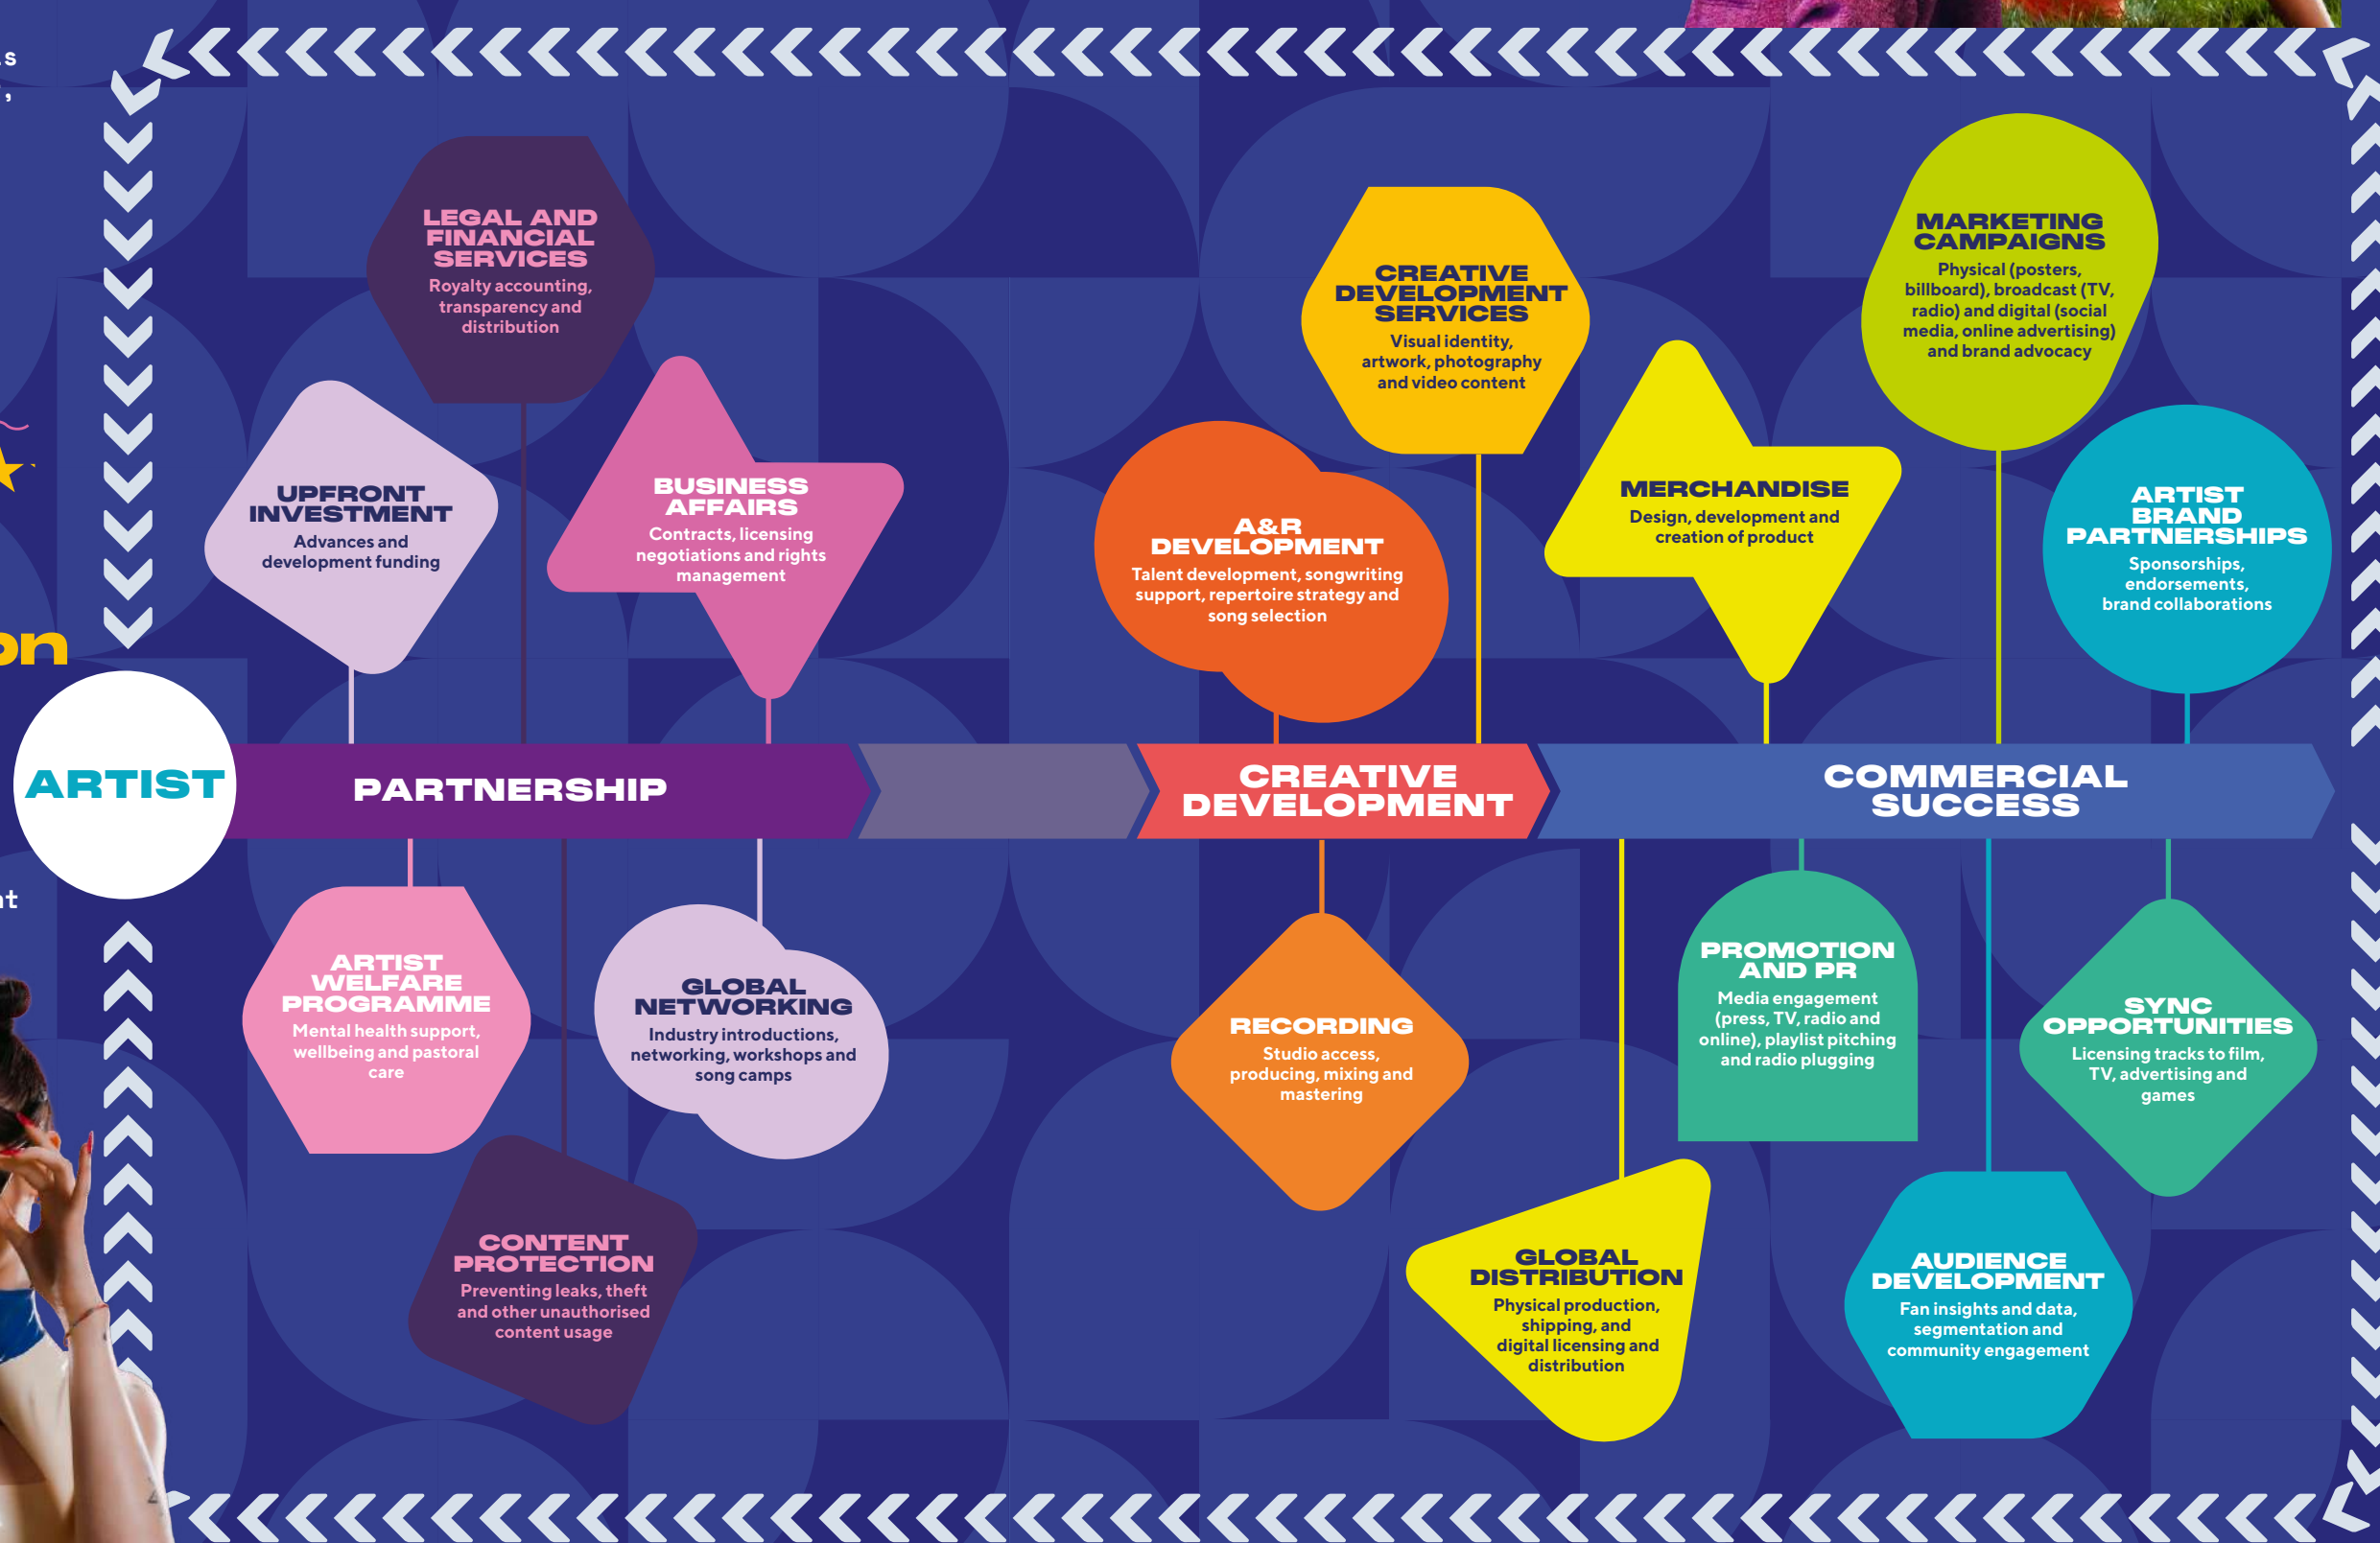 s
,
on
nt
LEGAL AND
FINANCIAL
SERVICES
Royalty accounting,
transparency and
distribution
UPFRONT
INVESTMENT
Advances and
development funding
BUSINESS
AFFAIRS
Contracts, licensing
negotiations and rights
management
A&R
DEVELOPMENT
Talent development, songwriting
support, repertoire strategy and
song selection
CREATIVE
DEVELOPMENT
SERVICES
Visual identity,
artwork, photography
and video content
MERCHANDISE
Design, development and
creation of product
MARKETING
CAMPAIGNS
Physical (posters,
billboard), broadcast (TV,
radio) and digital (social
media, online advertising)
and brand advocacy
ARTIST
BRAND
PARTNERSHIPS
Sponsorships,
endorsements,
brand collaborations
ARTIST
PARTNERSHIP
CREATIVE
DEVELOPMENT
COMMERCIAL
SUCCESS
ARTIST
WELFARE
PROGRAMME
Mental health support,
wellbeing and pastoral
care
GLOBAL
NETWORKING
Industry introductions,
networking, workshops and
song camps
CONTENT
PROTECTION
Preventing leaks, theft
and other unauthorised
content usage
RECORDING
Studio access,
producing, mixing and
mastering
GLOBAL
DISTRIBUTION
Physical production,
shipping, and
digital licensing and
distribution
PROMOTION
AND PR
Media engagement
(press, TV, radio and
online), playlist pitching
and radio plugging
AUDIENCE
DEVELOPMENT
Fan insights and data,
segmentation and
community engagement
SYNC
OPPORTUNITIES
Licensing tracks to film,
TV, advertising and
games